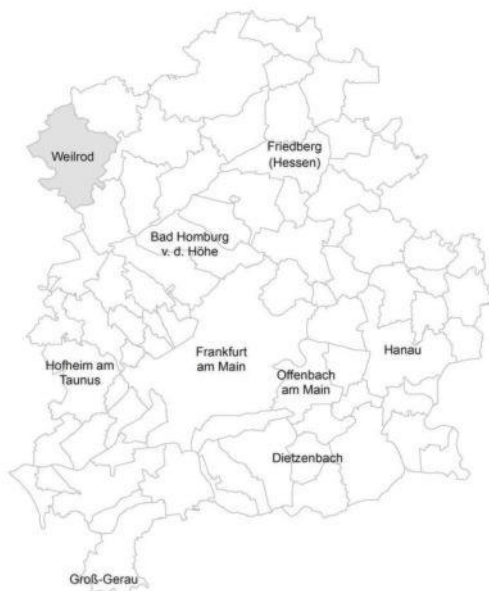 Weilrod
Friedberg
(Hessen)
Bad Homburg
v. d. Höhe
Hofheim am
Taunus
Frankfurt
am Main
Offenbach
am Main
Hanau
Dietzenbach
Groß-Gerau